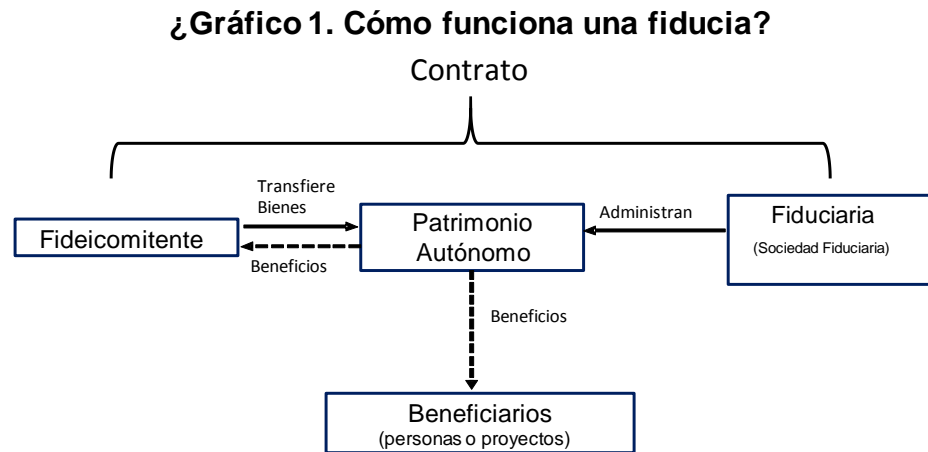 ¿Gráfico 1. Cómo funciona una fiducia?
Contrato
Transfiere
Bienes
Fideicomitente
Beneficios
Patrimonio
Autónomo
Administran
Fiduciaria
(Sociedad Fiduciaria)
Beneficios
Beneficiarios
(personas o proyectos)